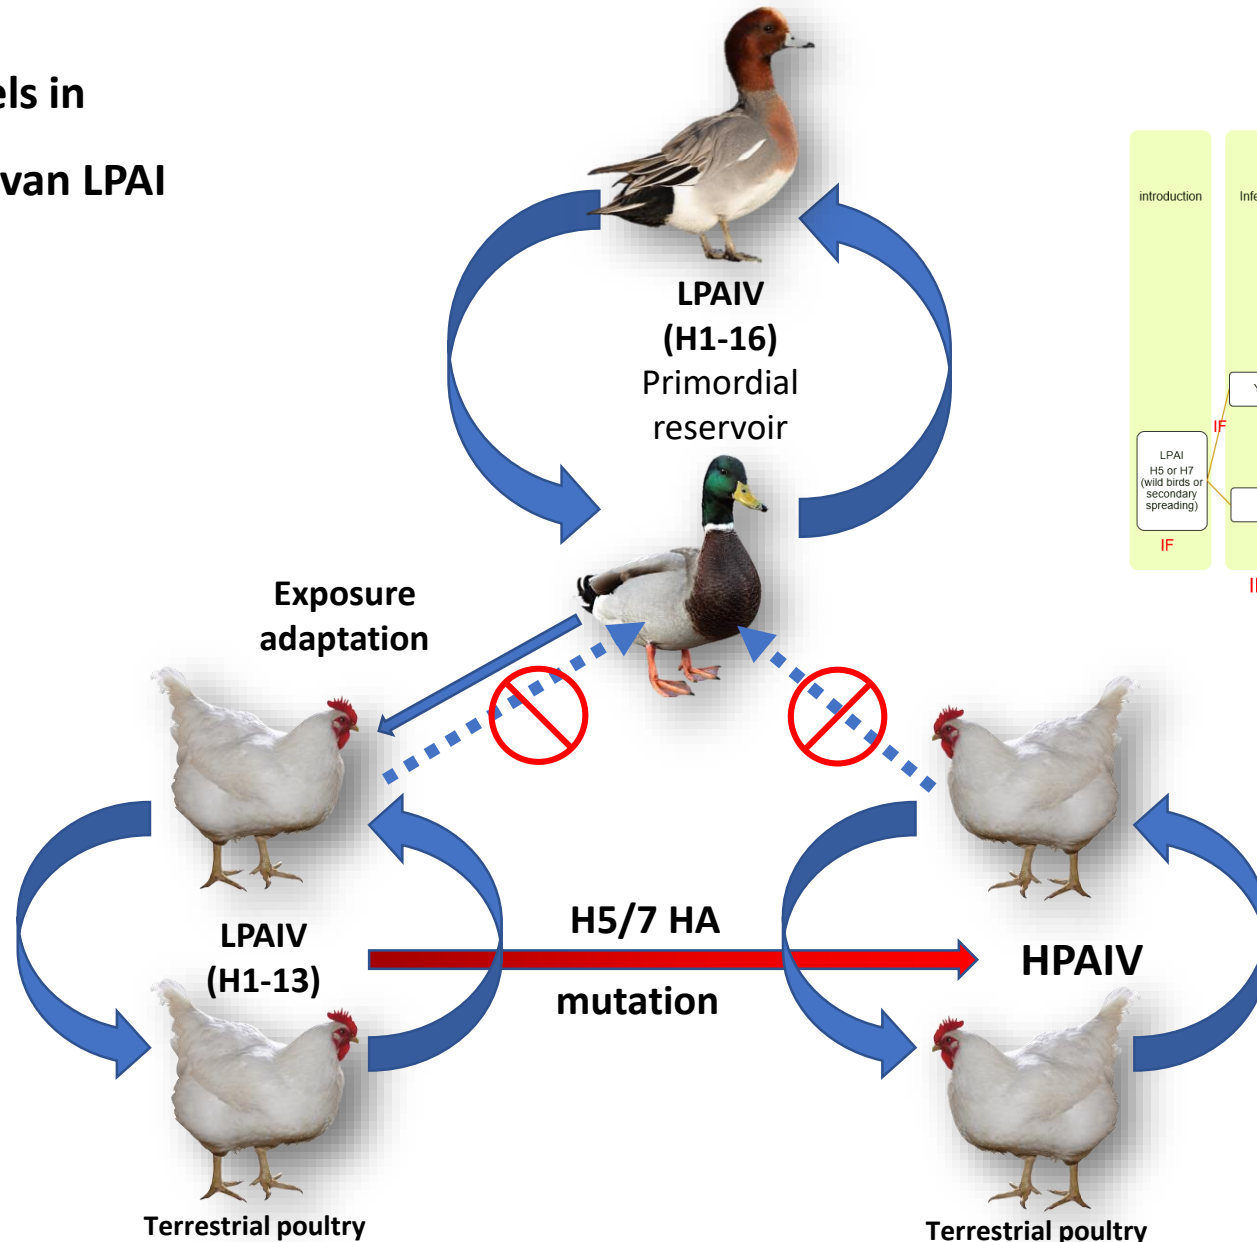 els in
van LPAI
LPAIV
(H1-16)
Primordial
reservoir
introduction
LPAI
H5 or H7
(wild birds or
secondary
spreading)
IF
IF
Exposure
adaptation
LPAIV
(H1-13)
H5/7 HA
mutation
HPAIV
Terrestrial poultry
Terrestrial poultry